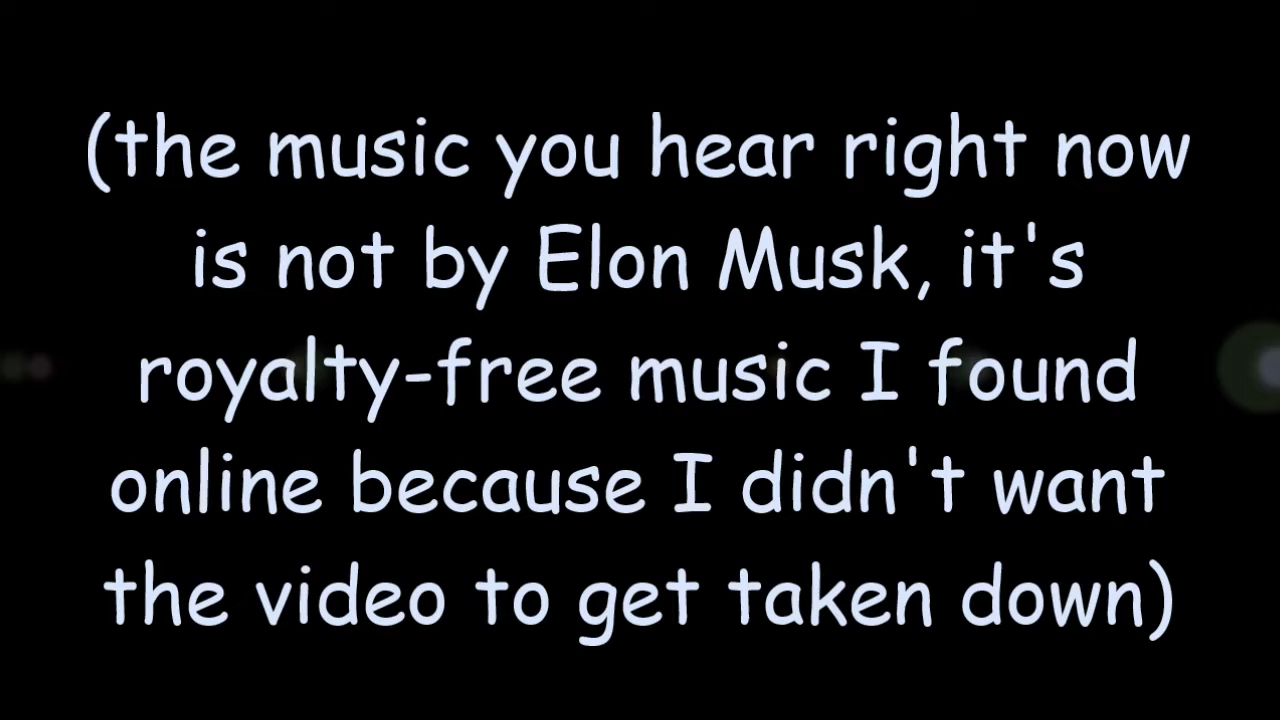 (the music you hear right now
is not by Elon Musk, it's
royalty-free music I found
online because I didn't want
the video to get taken down)